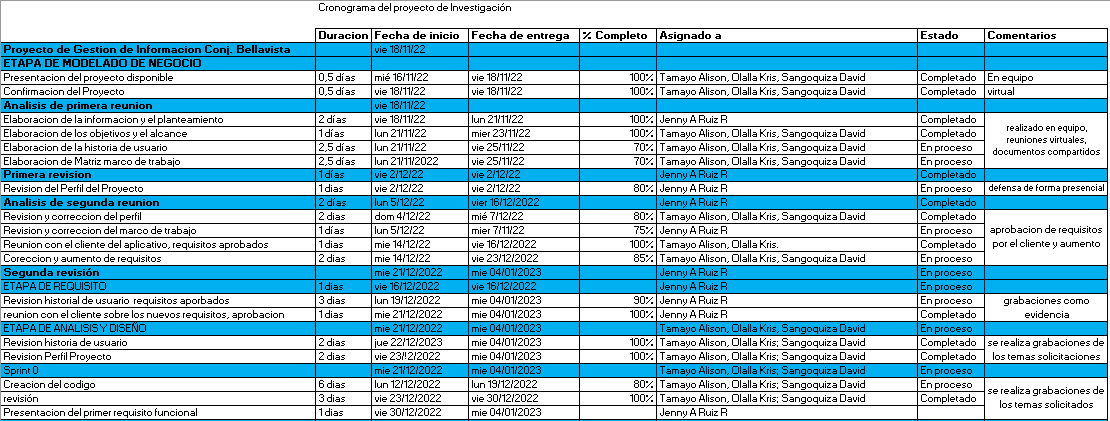 Cronograma del proyecto de Investigación
Duracion Fecha de inicio Fecha de entrega % Completo Asignado a Estado Comentarios
Proyecto de Gestion de Informacion Conj. Bellavista vie 18/11/22
ETAPA DE MODELADO DE NEGOCIO
Presentacion del proyecto disponible 0,5 días mié 16/11/22 vie 18/11/22 100% Tamayo Alison, Olalla Kris, Sangoquiza David Completado En equipo
Confirmacion del Proyecto 0,5 días vie 18/11/22 vie 18/11/22 100% Tamayo Alison, Olalla Kris, Sangoquiza David Completado virtual
Analisis de primera reunion vie 18/11/22
Elaboracion de la informacion y el planteamiento 2 días vie 18/11/22 lun 21/11/22 100% Jenny A Ruiz R Completado
Elaboracion de los objetivos y el alcance 1 días lun 21/11/22 mier 23/11/22 100% Tamayo Alison, Olalla Kris, Sangoquiza David Completado
Elaboracion de la historia de usuario 2,5 días lun 21/11/22 vie 25/11/22 70% Tamayo Alison, Olalla Kris, Sangoquiza David En proceso
Elaboracion de Matriz marco de trabajo 2,5 días lun 21/11/2022 vie 25/11/22 70% Tamayo Alison, Olalla Kris, Sangoquiza David En proceso
realizado en equipo,
reuniones virtuales,
documentos compartidos
Primera revision 1 días vie 2/12/22 vie 2/12/22 Jenny A Ruiz R Completado
Revision del Perfil del Proyecto 1 dias vie 2/12/22 vie 2/12/22 80% Jenny A Ruiz R En proceso defensa de forma presencial
Analisis de segunda reunion 2 días lun 5/12/22 vier 16/12/2022 Jenny A Ruiz R Completado
Revision y correccion del perfil 2 dias dom 4/12/22 mié 7/12/22 80% Tamayo Alison, Olalla Kris, Sangoquiza David Completado
Revision y correccion del marco de trabajo 1 días lun 5/12/22 mier 7/11/22 75% Tamayo Alison, Olalla Kris, Sangoquiza David En proceso
Reunion con el cliente del aplicativo, requisitos aprobados 1 dias mie 14/12/22 vie 16/12/2022 100% Tamayo Alison, Olalla Kris. Completado
Coreccion y aumento de requisitos 2 dias mie 14/12/22 vie 23/12/2022 85% Tamayo Alison, Olalla Kris, Sangoquiza David Completado
aprobacion de requisitos
por el cliente y aumento
Segunda revisión mie 21/12/2022 mie 04/01/2023 Jenny A Ruiz R En proceso
ETAPA DE REQUISITO 1 dias vie 16/12/2022 vie 16/12/2022 Jenny A Ruiz R En proceso
Revision historial de usuario requisitos aporbados 3 dias lun 19/12/2022 mie 04/01/2023 90% Jenny A Ruiz R En proceso
reunion con el cliente sobre los nuevos requisitos, aprobacion 1 dias mie 21/12/2022 mie 04/01/2023 100% Jenny A Ruiz R Completado
grabaciones como
evidencia
ETAPA DE ANALISIS Y DISEÑO mie 21/12/2022 mie 04/01/2023 Tamayo Alison, Olalla Kris, Sangoquiza David En proceso
Revision historia de usuario 2 dias jue 22/12/2023 mie 04/01/2023 100% Tamayo Alison, Olalla Kris; Sangoquiza David Completado
Revision Perfil Proyecto 2 dias vie 23/12/2022 mie 04/01/2023 100% Tamayo Alison, Olalla Kris; Sangoquiza David Completado
se realiza grabaciones de
los temas solicitaciones
Sprint 0 mie 21/12/2022 mie 04/01/2023 Tamayo Alison, Olalla Kris; Sangoquiza David En proceso
Creacion del codigo 6 dias lun 12/12/2022 lun 19/12/2022 80% Tamayo Alison, Olalla Kris; Sangoquiza David En proceso
revisión 3 dias vie 23/12/2022 vie 30/12/2022 100% Tamayo Alison, Olalla Kris; Sangoquiza David Completado
Presentacion del primer requisito funcional 1 dias vie 30/12/2022 mie 04/01/2023 Jenny A Ruiz R
se realiza grabaciones de
los temas solicitados